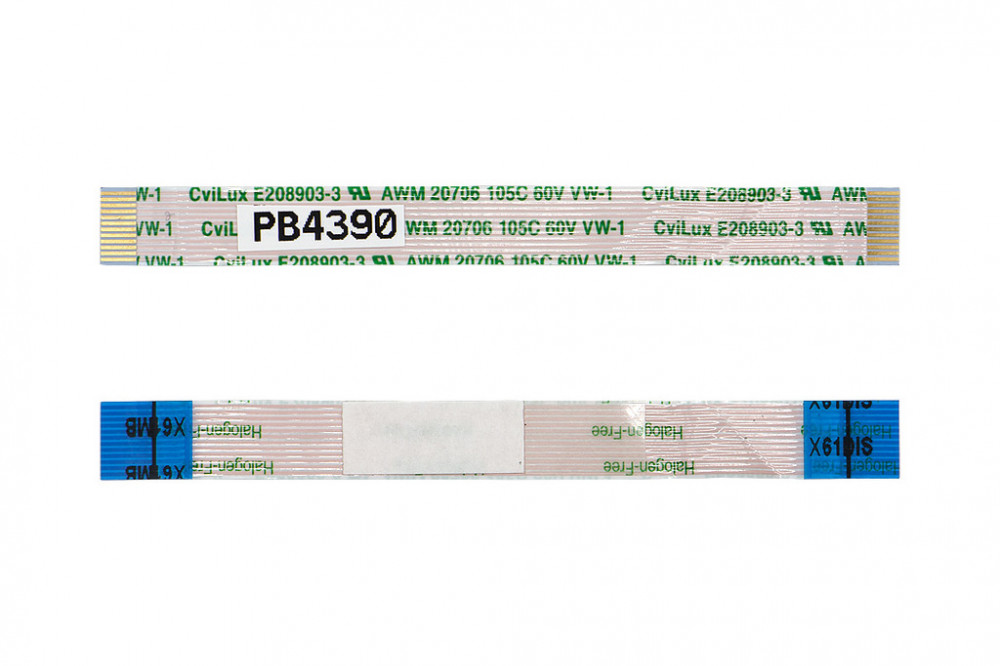 W-1 CviLux E208903-3 AWM 20706 105C 60V VW-1 CviLux E208903-3 AWM
VW-1 CviL PB4390 WM 20706 105C 60V VW-1 CviLux E208903-3 AW
VW-1 CviLux E208903-3 AWM 20706 105C 60V VW-1 CviLux E208903-3 A
X61MB Halogen-Free Halogen-Free
X61DIS
X61MB Halogen-Free Halogen-Free